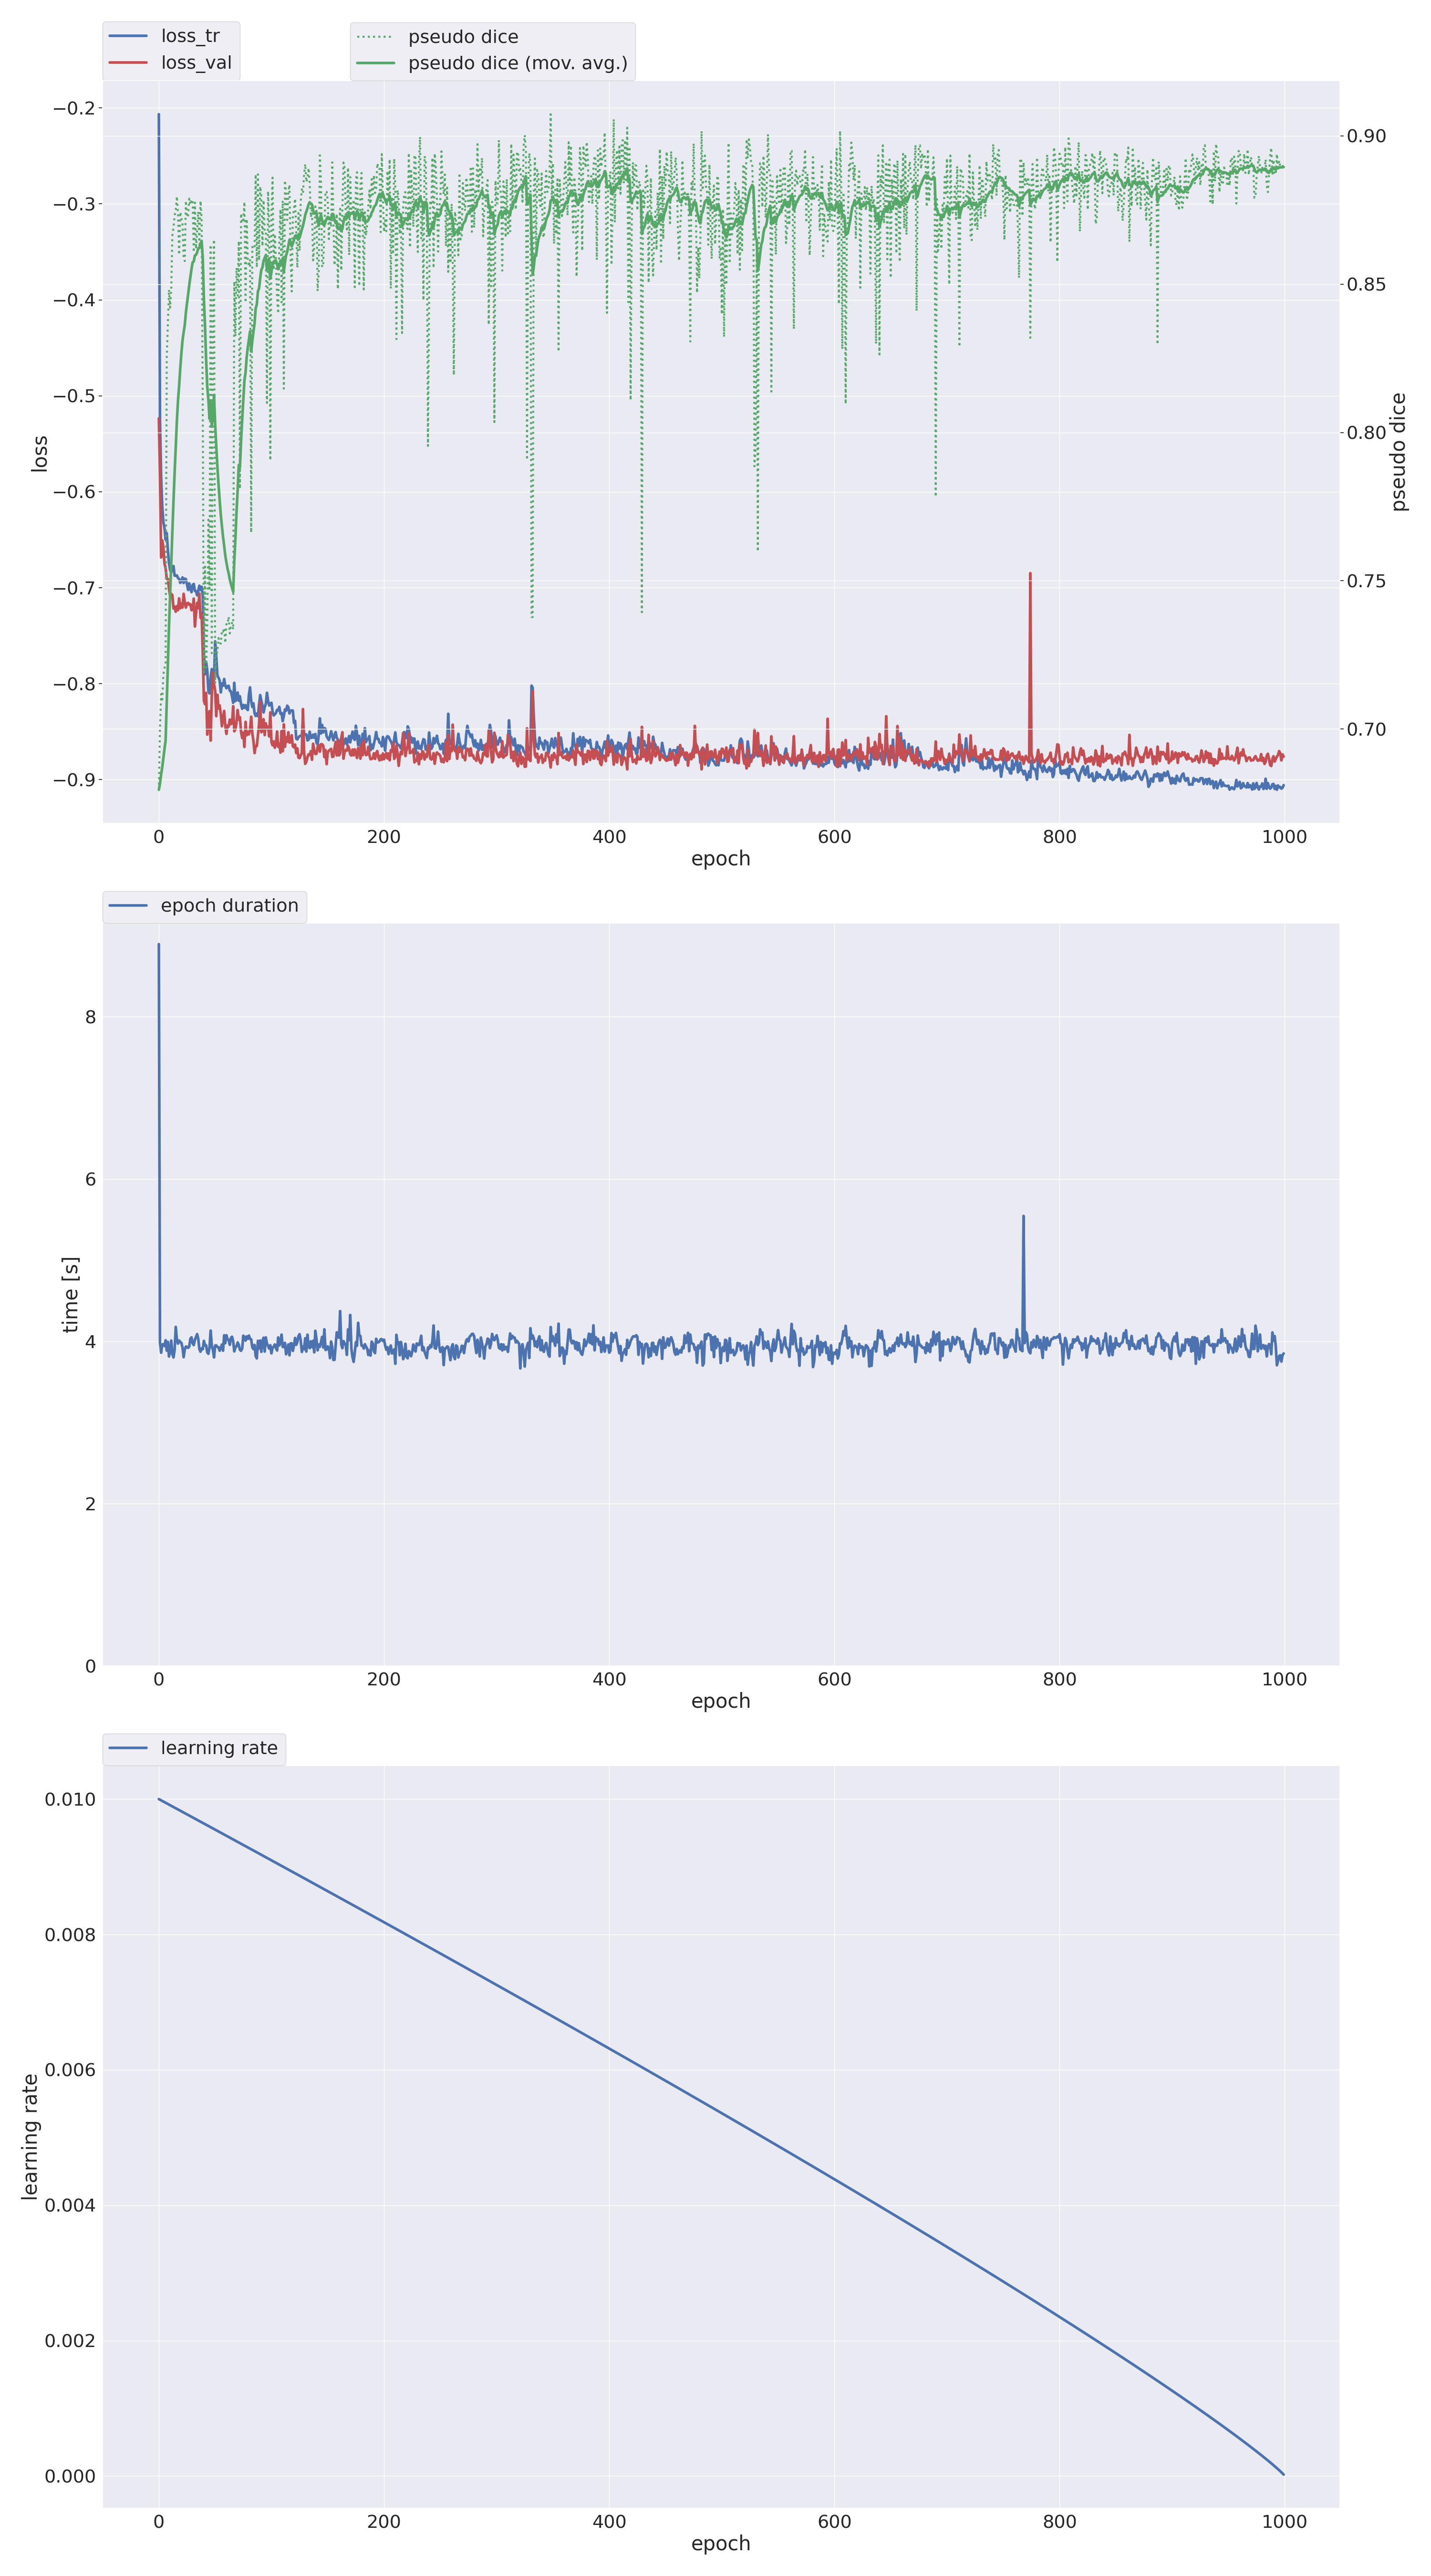 loss_tr
loss_val
pseudo dice
pseudo dice (mov. avg.)
−0.2
−0.3
−0.4
−0.5
−0.6
−0.7
−0.8
−0.9
loss
0.90
0.85
0.80
0.75
0.70
pseudo dice
0 200 400 600 800 1000
epoch
epoch duration
8
6
4
2
0
time [s]
0 200 400 600 800 1000
epoch
learning rate
0.010
0.008
0.006
0.004
0.002
0.000
learning rate
0 200 400 600 800 1000
epoch